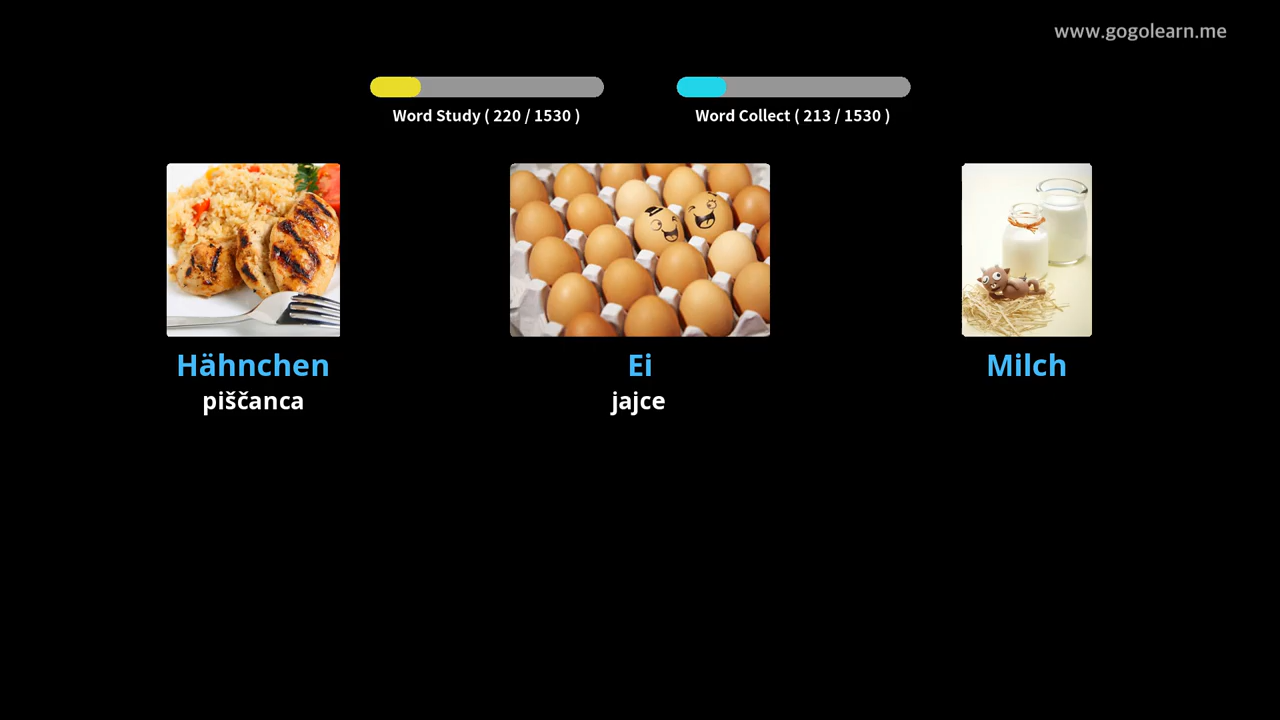 www.gogolearn.me
Word Study ( 220 / 1530 )
Word Collect ( 213 / 1530 )
Hähnchen
piščanca
Ei
jajce
Milch